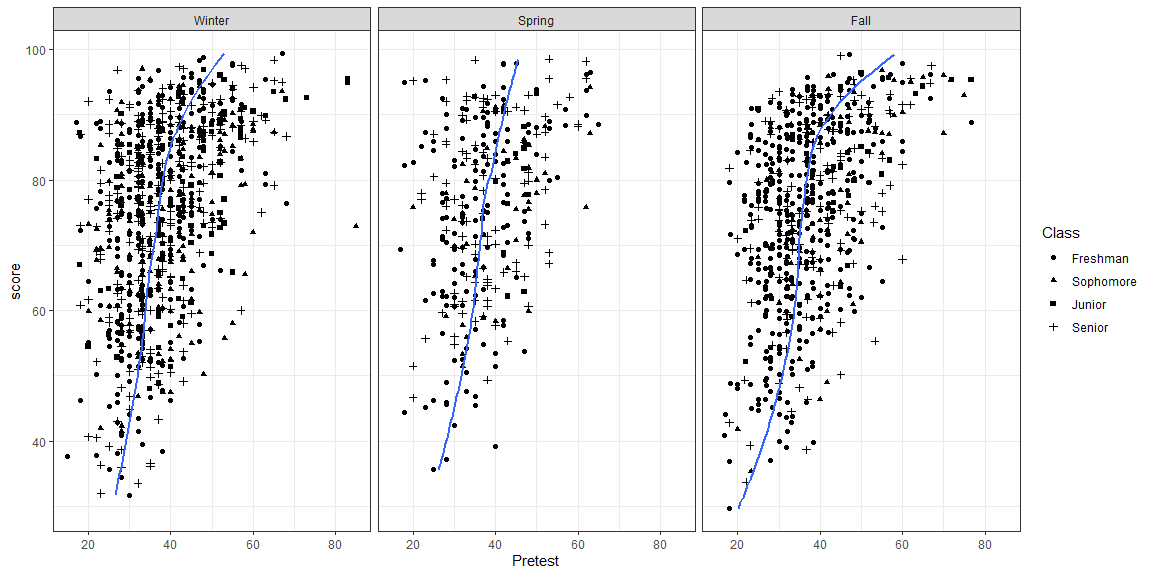 Winter Spring Fall
100
80
60
40
score
20 40 60 80 20 40 60 80 20 40 60 80
Pretest
Class
Freshman
Sophomore
Junior
Senior